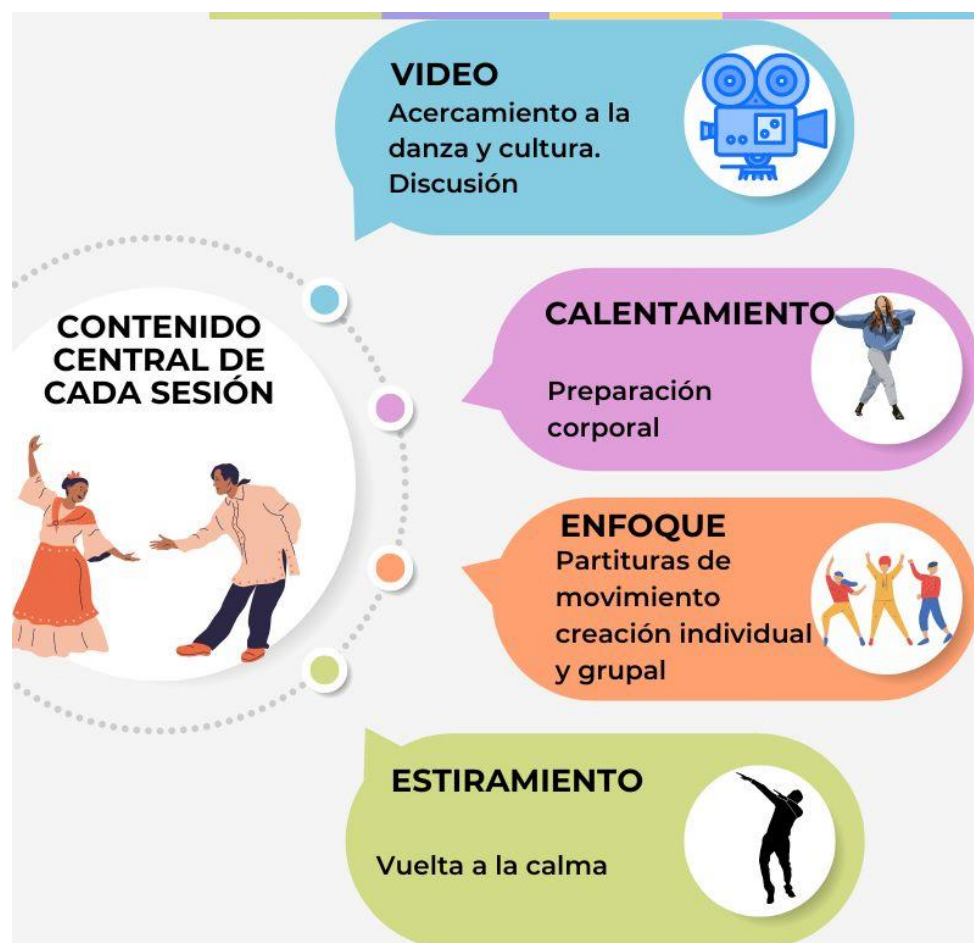 VIDEO
Acercamiento a la
danza y cultura.
Discusión
CONTENIDO
CENTRAL DE
CADA SESIÓN
CALENTAMIENTO
Preparación
corporal
ENFOQUE
Partituras de
movimiento
creación individual
y grupal
ESTIRAMIENTO
Vuelta a la calma